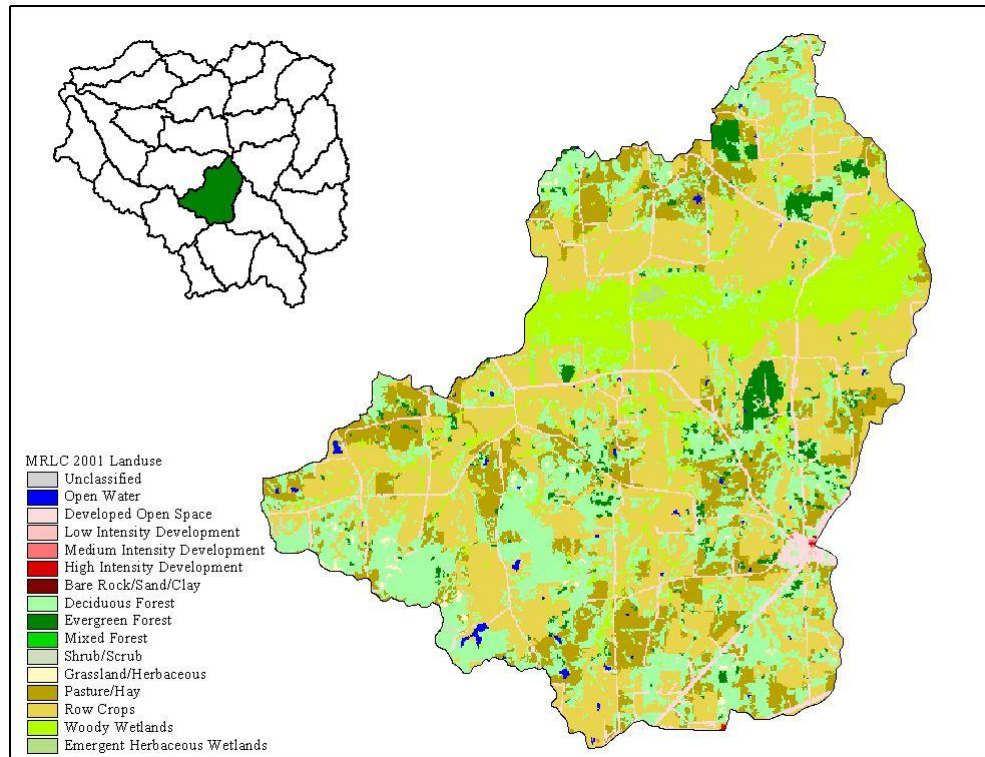 MRLC 2001 Landuse
Unclassified
Open Water
Developed Open Space
Low Intensity Development
Medium Intensity Development
High Intensity Development
Bare Rock/Sand/Clay
Deciduous Forest
Evergreen Forest
Mixed Forest
Shrub/Scrub
Grassland/Herbaceous
Pasture/Hay
Row Crops
Woody Wetlands
Emergent Herbaceous Wetlands